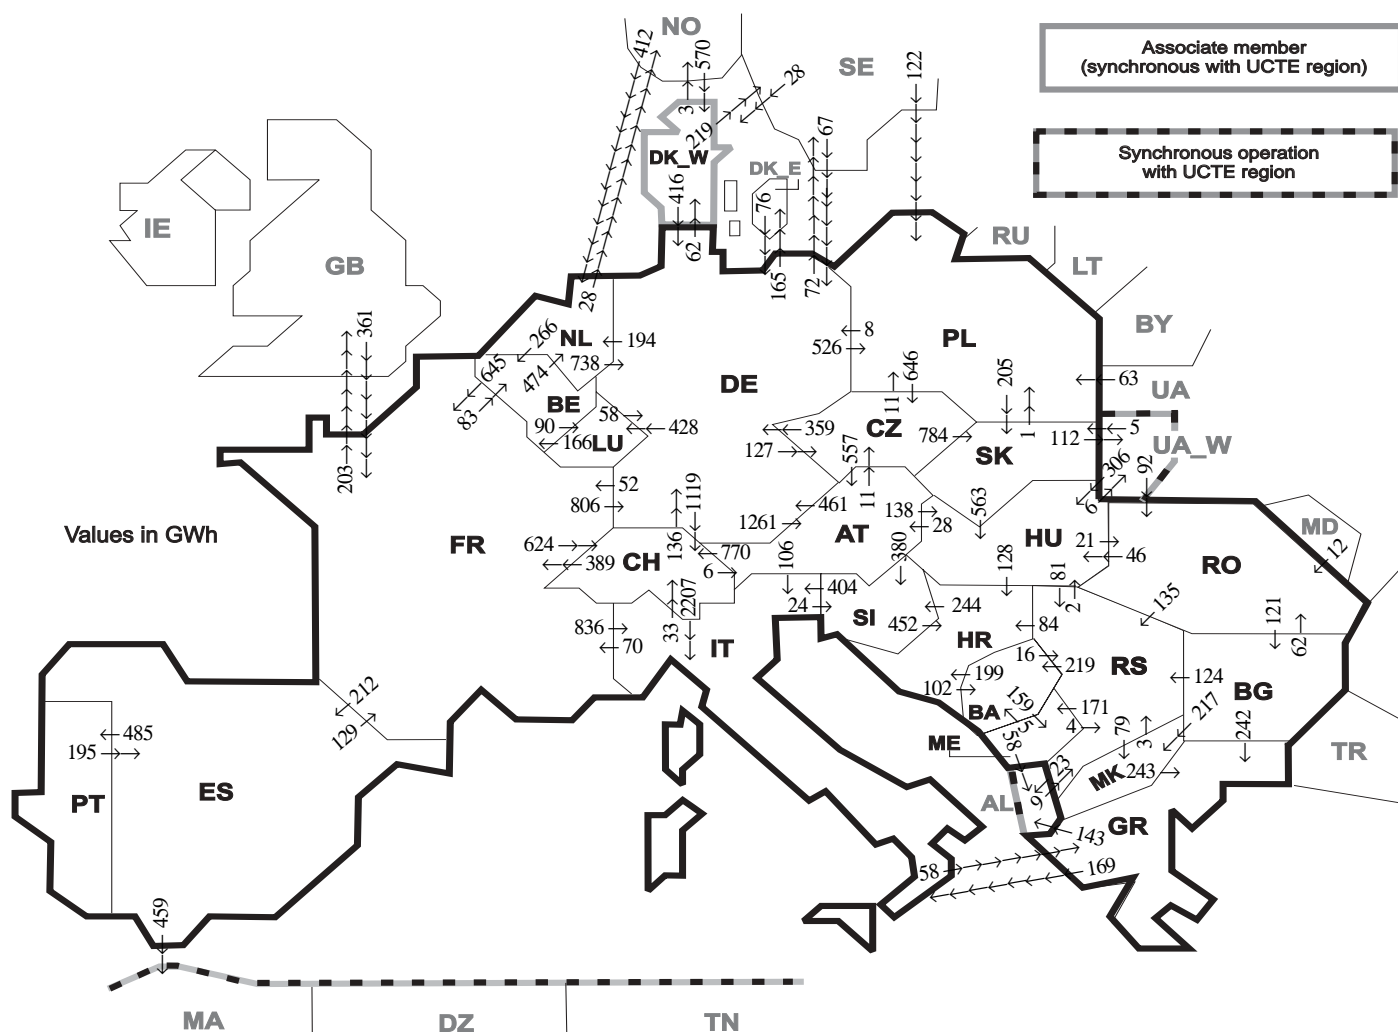 NO
412
570
3
28
SE
122
Associate member
(synchronous with UCTE region)
219
67
DK_W
DK_E
Synchronous operation
with UCTE region
416
76
62
165
72
28
IE
GB
RU
LT
BY
361
266
NL
194
8
526
PL
645
474
738
DE
646
11
205
1
63
UA
83
BE
58
90
166
LU
428
359
CZ
784
127
557
SK
112
5
UA_W
203
52
806
11
461
138
563
306
92
6
Values in GWh
FR
1119
1261
AT
28
HU
21
46
MD
624
389
CH
136
770
6
106
380
128
81
RO
12
404
24
SI
2
135
33
2207
452
244
121
62
836
70
IT
HR
84
RS
16
219
199
102
124
BG
212
129
BA
159
5
171
4
79
3
217
242
485
195
ME
58
23
MK
243
TR
PT
ES
AL
9
GR
143
58
169
459
MA
DZ
TN